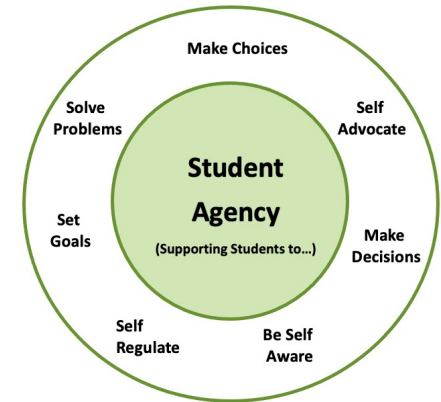 Make Choices
Self
Advocate
Make
Decisions
Be Self
Aware
Self
Regulate
Set
Goals
Solve
Problems
Student
Agency
(Supporting Students to...)